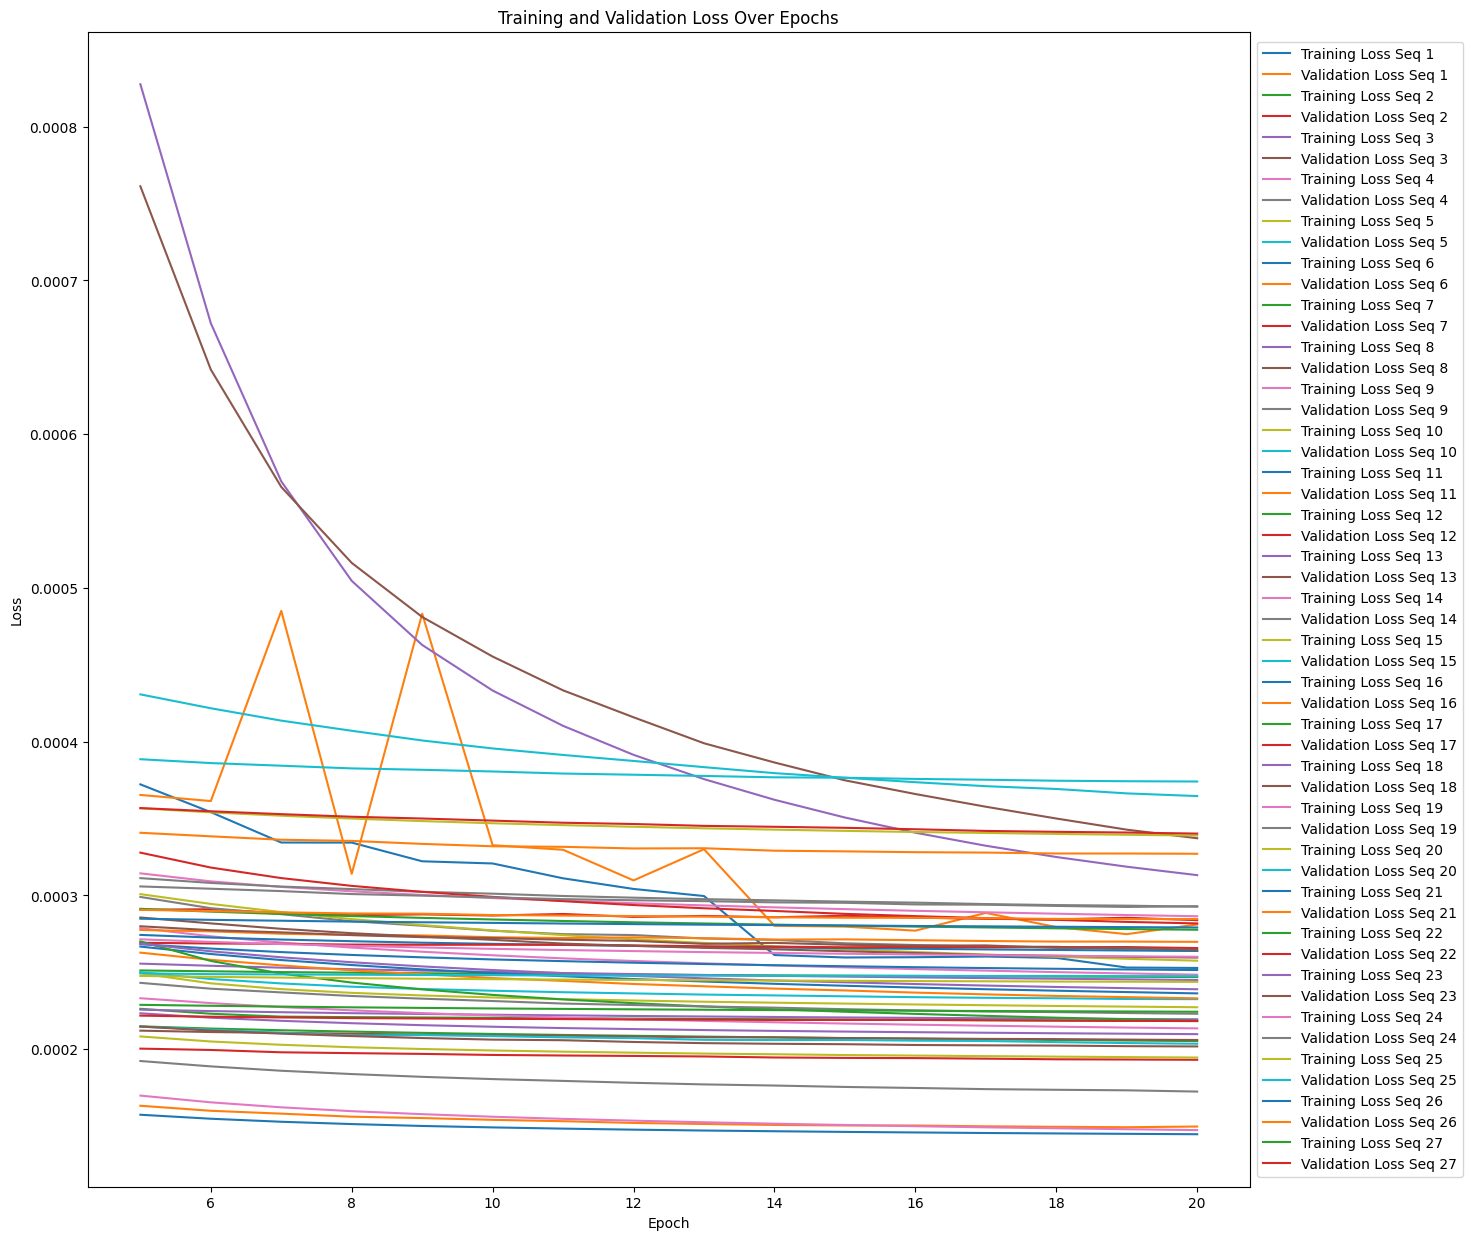 Training and Validation Loss Over Epochs
Loss
0.0008
0.0007
0.0006
0.0005
0.0004
0.0003
0.0002
6 8 10 12 14 16 18 20
Epoch
Training Loss Seq 1
Validation Loss Seq 1
Training Loss Seq 2
Validation Loss Seq 2
Training Loss Seq 3
Validation Loss Seq 3
Training Loss Seq 4
Validation Loss Seq 4
Training Loss Seq 5
Validation Loss Seq 5
Training Loss Seq 6
Validation Loss Seq 6
Training Loss Seq 7
Validation Loss Seq 7
Training Loss Seq 8
Validation Loss Seq 8
Training Loss Seq 9
Validation Loss Seq 9
Training Loss Seq 10
Validation Loss Seq 10
Training Loss Seq 11
Validation Loss Seq 11
Training Loss Seq 12
Validation Loss Seq 12
Training Loss Seq 13
Validation Loss Seq 13
Training Loss Seq 14
Validation Loss Seq 14
Training Loss Seq 15
Validation Loss Seq 15
Training Loss Seq 16
Validation Loss Seq 16
Training Loss Seq 17
Validation Loss Seq 17
Training Loss Seq 18
Validation Loss Seq 18
Training Loss Seq 19
Validation Loss Seq 19
Training Loss Seq 20
Validation Loss Seq 20
Training Loss Seq 21
Validation Loss Seq 21
Training Loss Seq 22
Validation Loss Seq 22
Training Loss Seq 23
Validation Loss Seq 23
Training Loss Seq 24
Validation Loss Seq 24
Training Loss Seq 25
Validation Loss Seq 25
Training Loss Seq 26
Validation Loss Seq 26
Training Loss Seq 27
Validation Loss Seq 27